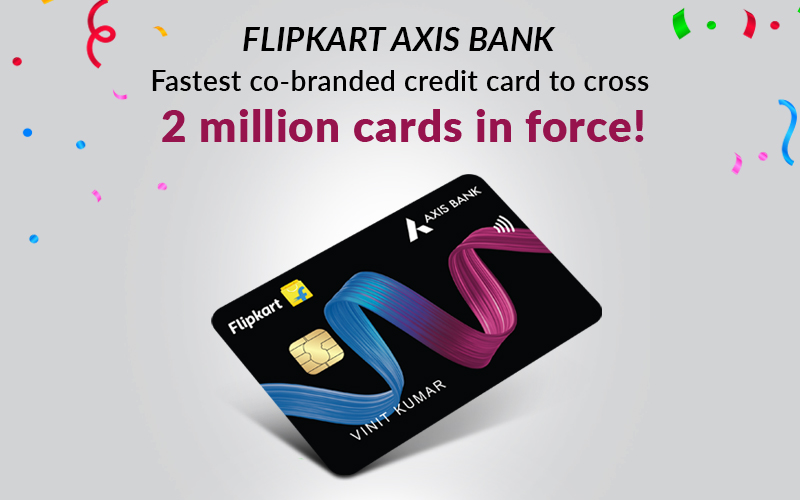 FLIPKART AXIS BANK
Fastest co-branded credit card to cross
2 million cards in force!
AXIS BANK
Flipkart
VINIT KUMAR